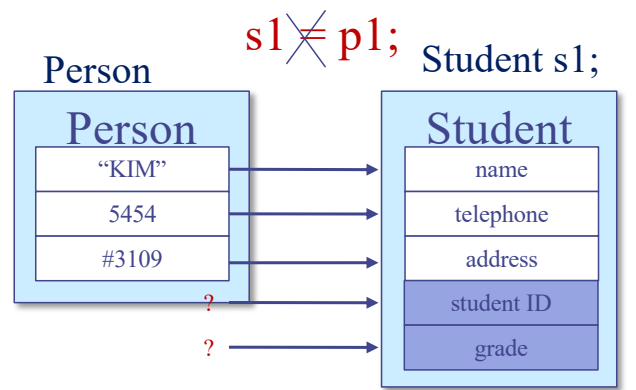 s1 = p1;
Person
Student s1;
Person
"KIM"
5454
#3109
?
?
Student
name
telephone
address
student ID
grade